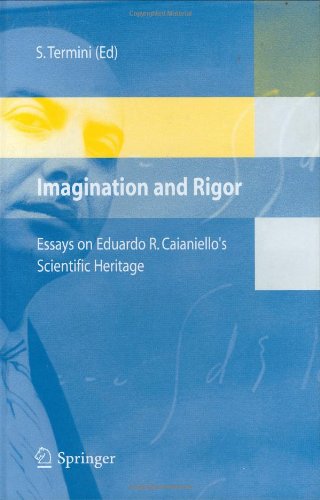 S. Termini (Ed)
Imagination and Rigor
Essays on Eduardo R. Caianiello's
Scientific Heritage
Springer